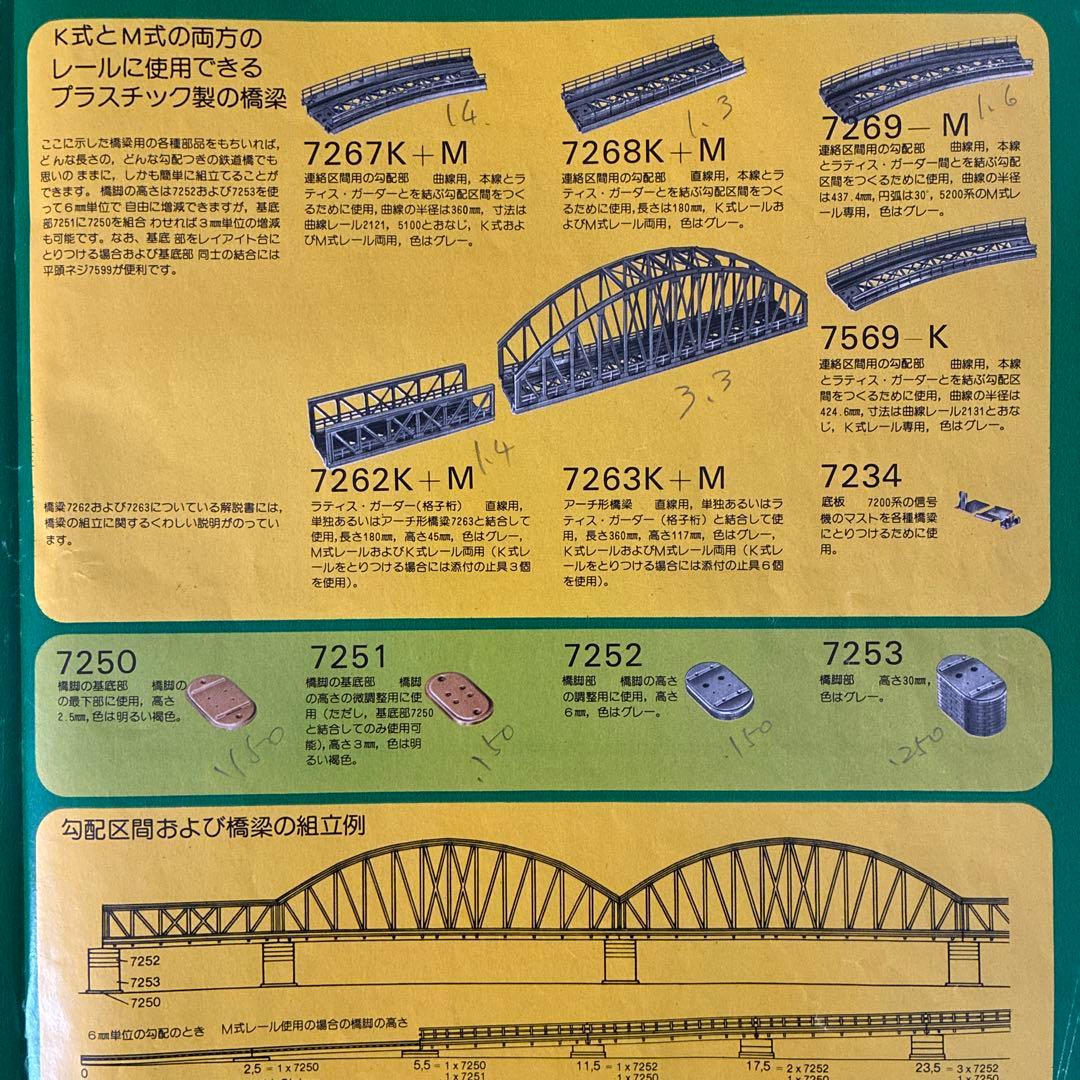 K式とM式の両方の
レールに使用できる
プラスチック製の橋梁
ここに示した橋梁用の各種部品をもちいれば,
どんな長さの, どんな勾配つきの鉄道橋でも
思いの ままに, しかも簡単に組立てることが
できます。 橋脚の高さは7252および7253を使
って6㎜単位で 自由に増減できますが, 基底
部7251に7250を組合 わせれば3㎜単位の増減
も可能です。なお, 基底 部をレイアイト台に
とりつける場合および基底部 同士の結合には
平頭ネジ7599が便利です。
橋梁7262および7263についている解説書には,
橋梁の組立に関するくわしい説明がのってい
ます。
14.
7267K+M
連絡区間用の勾配部 曲線用, 本線とラ
ティス・ガーダーとを結ぶ勾配区間をつく
るために使用, 曲線の半径は360㎜, 寸法は
曲線レール2121, 5100とおなじ, K式およ
びM式レール両用, 色はグレー。
1.3
7268K+M
連絡区間用の勾配部 直線用, 本線とラ
ティス・ガーダーとを結ぶ勾配区間をつく
るために使用, 長さは180㎜, K式レールお
よびM式レール両用, 色はグレー。
1.6
7269-M
連絡区間用の勾配部 曲線用, 本線
とラティス・ガーダー間とを結ぶ勾配
区間をつくるために使用, 曲線の半径
は437.4㎜, 円弧は30°, 5200系のM式レ
ール専用, 色はグレー。
7569-K
連絡区間用の勾配部 曲線用, 本線
とラティス・ガーダーとを結ぶ勾配区
間をつくるために使用, 曲線の半径は
424.6㎜, 寸法は曲線レール2131とおな
じ, K式レール専用, 色はグレー。
1.4
7262K+M
ラティス・ガーダー(格子桁) 直線用,
単独あるいはアーチ形橋梁7263と結合して
使用, 長さ180㎜, 高さ45㎜, 色はグレー,
M式レールおよびK式レール両用 (K式レ
ールをとりつける場合には添付の止具3個
を使用)。
3.3
7263K+M
アーチ形橋梁 直線用, 単独あるいはラ
ティス・ガーダー (格子桁) と結合して使
用, 長さ360㎜, 高さ117㎜, 色はグレー,
K式レールおよびM式レール両用 (K式レ
ールをとりつける場合には添付の止具6個
を使用)。
7234
底板 7200系の信号
機のマストを各種橋梁
にとりつけるために使
用。
7250
橋脚の基底部 橋脚の
の最下部に使用, 高さ
2.5㎜, 色は明るい褐色。
.150
7251
橋脚の基底部 橋脚
の高さの微調整用に使
用 (ただし, 基底部7250
と結合してのみ使用可
能), 高さ3㎜, 色は明
るい褐色。
.150
7252
橋脚部 橋脚の高さ
の調整用に使用, 高さ
6㎜, 色はグレー。
.150
7253
橋脚部 高さ30㎜,
色はグレー。
.250
勾配区間および橋梁の組立例
7252
7253
7250
6㎜単位の勾配のとき M式レール使用の場合の橋脚の高さ
0
2,5 = 1 x 7250
5,5 = 1 x 7250
1 x 7251
11,5 = 1 x 7252
1 x 7250
17,5 = 2 x 7252
1 x 7250
23,5 = 3 x 7252
1 x 7250